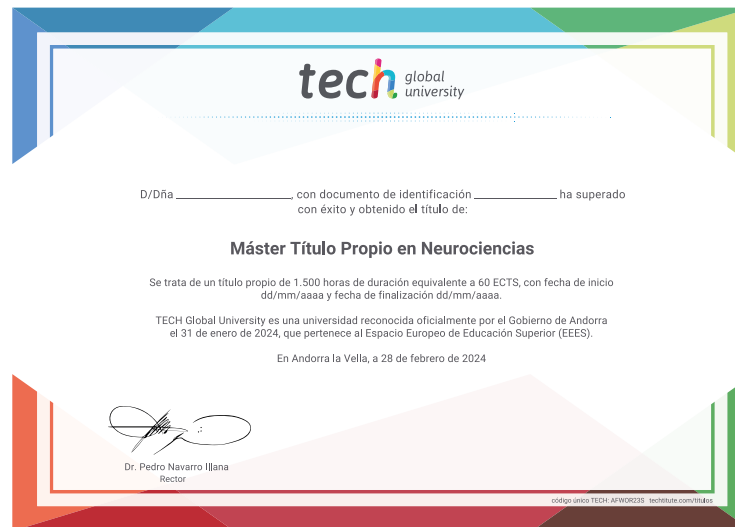 tech global university
D/Dña ____________, con documento de identificación ____________ ha superado
con éxito y obtenido el título de:
Máster Título Propio en Neurociencias
Se trata de un título propio de 1.500 horas de duración equivalente a 60 ECTS, con fecha de inicio
dd/mm/aaaa y fecha de finalización dd/mm/aaaa.
TECH Global University es una universidad reconocida oficialmente por el Gobierno de Andorra
el 31 de enero de 2024, que pertenece al Espacio Europeo de Educación Superior (EEES).
En Andorra la Vella, a 28 de febrero de 2024
Dr. Pedro Navarro Illana
Rector
código único TECH: AFWOR23S techtitute.com/titulos